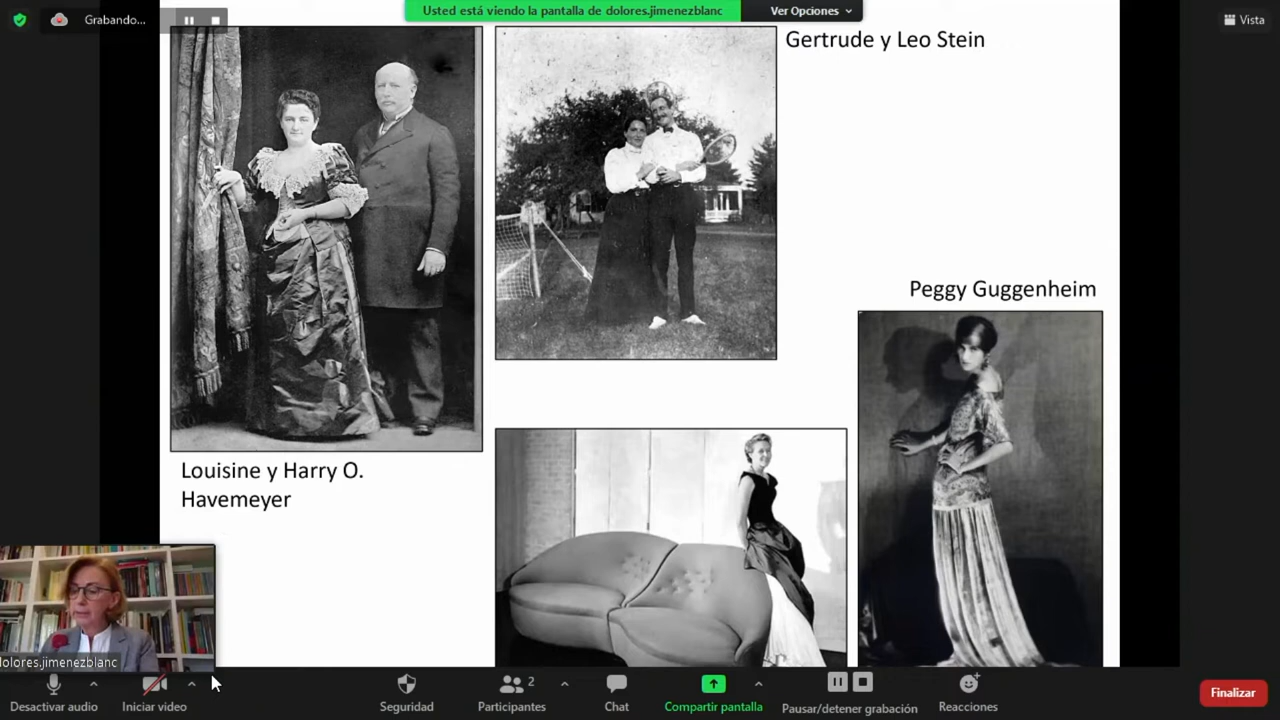 Grabando...
Usted está viendo la pantalla de dolores.jimenezblanc
Ver Opciones
Vista
Gertrude y Leo Stein
Peggy Guggenheim
Louisine y Harry O.
Havemeyer
dolores.jimenezblanc
Desactivar audio
Iniciar video
Seguridad
2
Participantes
Chat
Compartir pantalla
Pausar/detener grabación
Reacciones
Finalizar